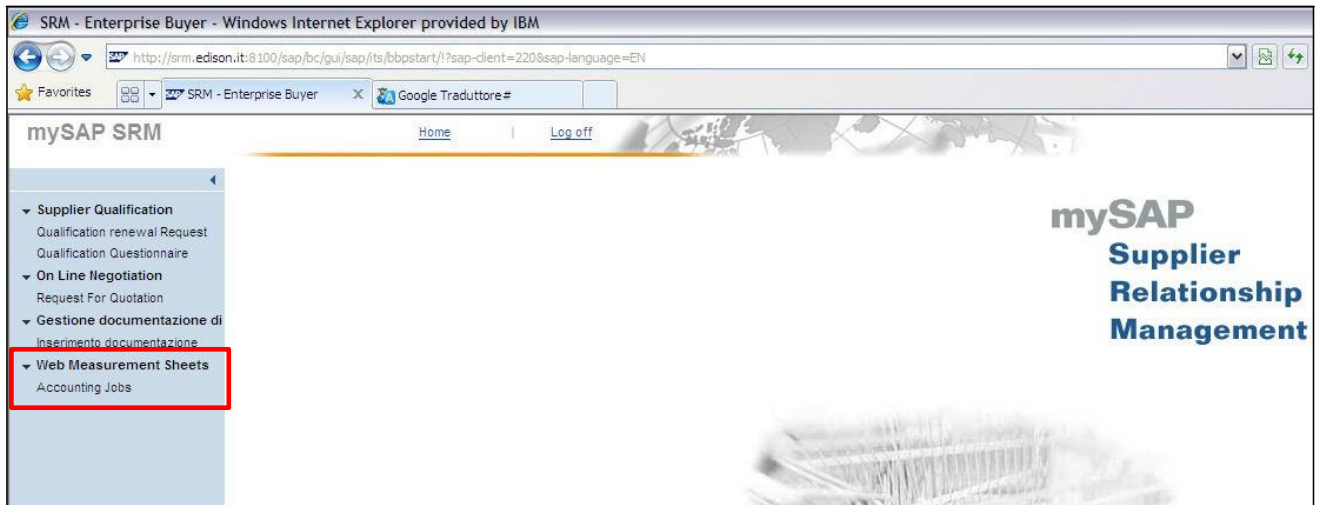 SRM - Enterprise Buyer - Windows Internet Explorer provided by IBM
http://srm.edison.it:8100/sap/bc/gui/sap/its/bbpstart/!?sap-client=220&sap-language=EN
Favorites SRM - Enterprise Buyer X Google Traduttore#
mySAP SRM Home | Log off
Supplier Qualification
Qualification renewal Request
Qualification Questionnaire
On Line Negotiation
Request For Quotation
Gestione documentazione di
Inserimento documentazione
Web Measurement Sheets
Accounting Jobs
mySAP
Supplier
Relationship
Management